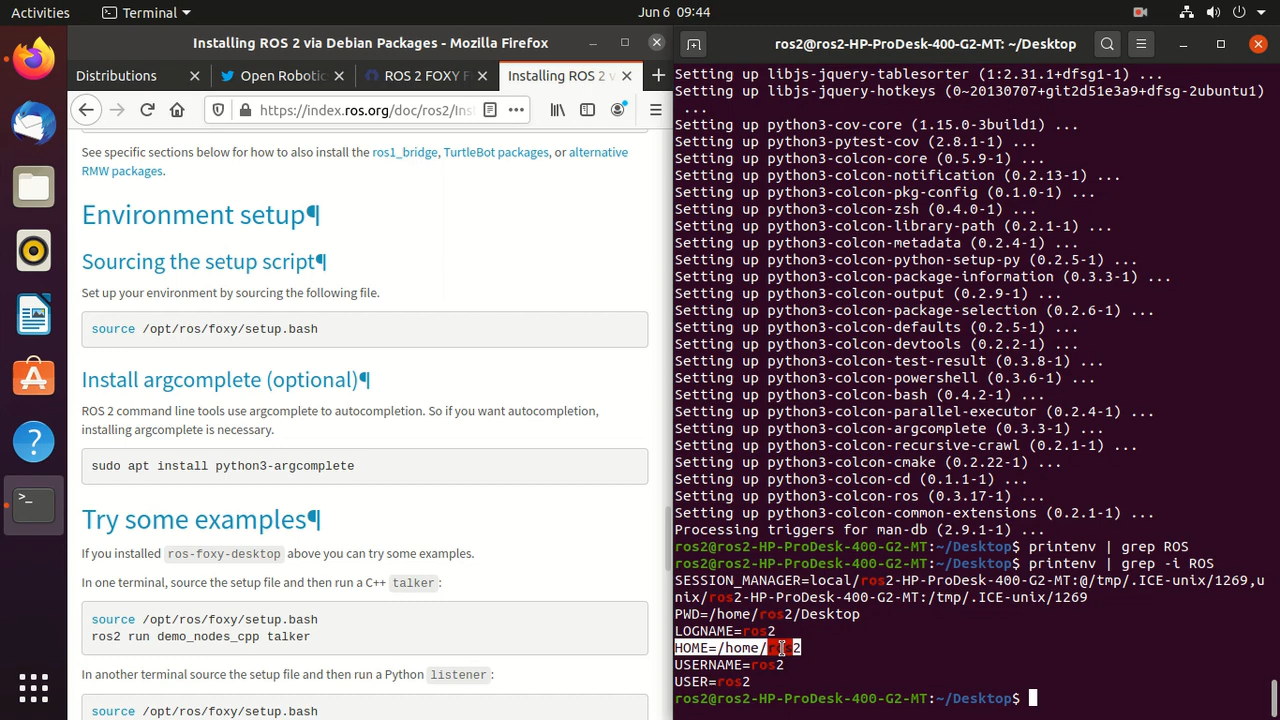 Activities
Terminal
Jun 6 09:44
Installing ROS 2 via Debian Packages - Mozilla Firefox
Distributions
Open Robotic
ROS 2 FOXY F
Installing ROS 2 v
https://index.ros.org/doc/ros2/Ins
See specific sections below for how to also install the ros1_bridge, TurtleBot packages, or alternative
RMW packages.
Environment setup¶
Sourcing the setup script¶
Set up your environment by sourcing the following file.
source /opt/ros/foxy/setup.bash
Install argcomplete (optional)¶
ROS 2 command line tools use argcomplete to autocompletion. So if you want autocompletion,
installing argcomplete is necessary.
sudo apt install python3-argcomplete
Try some examples¶
If you installed ros-foxy-desktop above you can try some examples.
In one terminal, source the setup file and then run a C++ talker:
source /opt/ros/foxy/setup.bash
ros2 run demo_nodes_cpp talker
In another terminal source the setup file and then run a Python listener:
source /opt/ros/foxy/setup.bash
ros2@ros2-HP-ProDesk-400-G2-MT: ~/Desktop
Setting up libjs-jquery-tablesorter (1:2.31.1+dfsg1-1) ...
Setting up libjs-jquery-hotkeys (0~20130707+git2d51e3a9+dfsg-2ubuntu1)
...
Setting up python3-cov-core (1.15.0-3build1) ...
Setting up python3-pytest-cov (2.8.1-1) ...
Setting up python3-colcon-core (0.5.9-1) ...
Setting up python3-colcon-notification (0.2.13-1) ...
Setting up python3-colcon-pkg-config (0.1.0-1) ...
Setting up python3-colcon-zsh (0.4.0-1) ...
Setting up python3-colcon-library-path (0.2.1-1) ...
Setting up python3-colcon-metadata (0.2.4-1) ...
Setting up python3-colcon-python-setup-py (0.2.5-1) ...
Setting up python3-colcon-package-information (0.3.3-1) ...
Setting up python3-colcon-output (0.2.9-1) ...
Setting up python3-colcon-package-selection (0.2.6-1) ...
Setting up python3-colcon-defaults (0.2.5-1) ...
Setting up python3-colcon-devtools (0.2.2-1) ...
Setting up python3-colcon-test-result (0.3.8-1) ...
Setting up python3-colcon-powershell (0.3.6-1) ...
Setting up python3-colcon-bash (0.4.2-1) ...
Setting up python3-colcon-parallel-executor (0.2.4-1) ...
Setting up python3-colcon-argcomplete (0.3.3-1) ...
Setting up python3-colcon-recursive-crawl (0.2.1-1) ...
Setting up python3-colcon-cmake (0.2.22-1) ...
Setting up python3-colcon-cd (0.1.1-1) ...
Setting up python3-colcon-ros (0.3.17-1) ...
Setting up python3-colcon-common-extensions (0.2.1-1) ...
Processing triggers for man-db (2.9.1-1) ...
ros2@ros2-HP-ProDesk-400-G2-MT:~/Desktop$ printenv | grep ROS
ros2@ros2-HP-ProDesk-400-G2-MT:~/Desktop$ printenv | grep -i ROS
SESSION_MANAGER=local/ros2-HP-ProDesk-400-G2-MT:@/tmp/.ICE-unix/1269,u
nix/ros2-HP-ProDesk-400-G2-MT:/tmp/.ICE-unix/1269
PWD=/home/ros2/Desktop
LOGNAME=ros2
HOME=/home/ros2
USERNAME=ros2
USER=ros2
ros2@ros2-HP-ProDesk-400-G2-MT:~/Desktop$